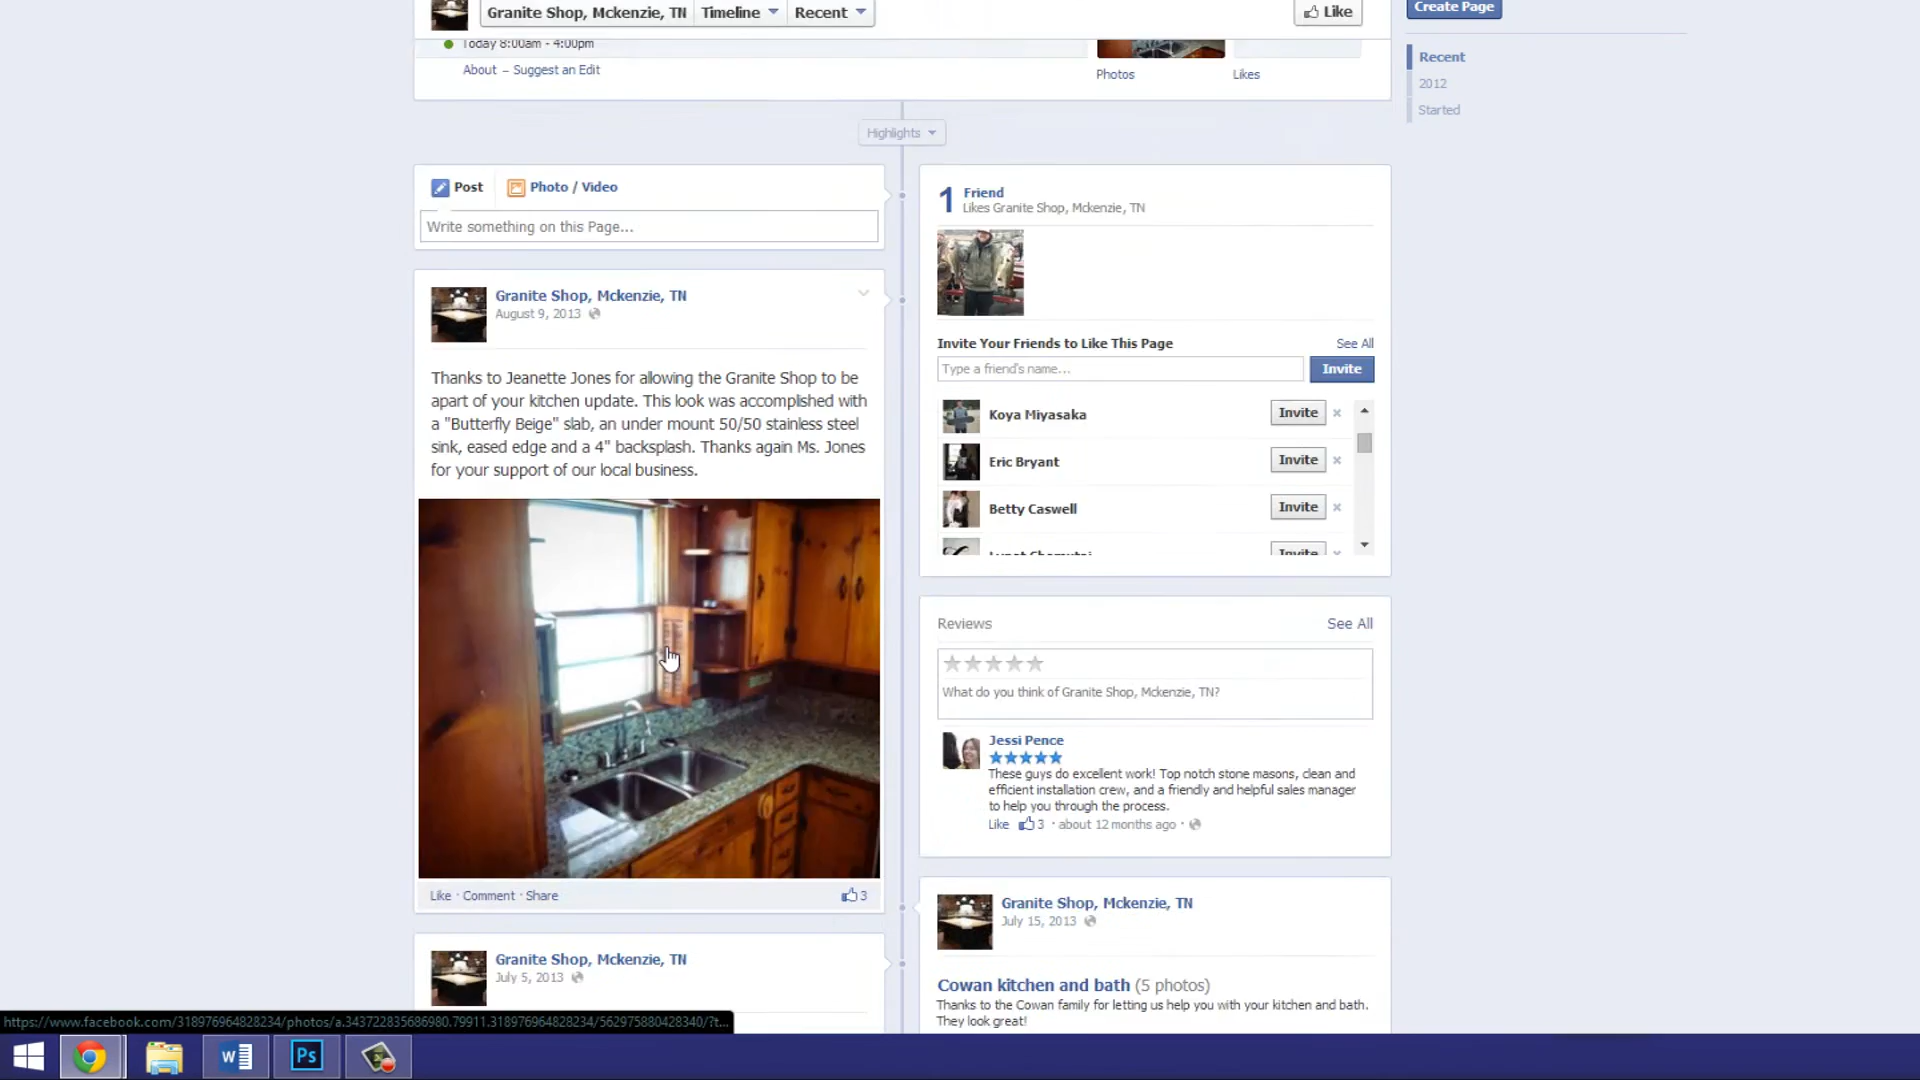 Granite Shop, Mckenzie, TN Timeline Recent Like Create Page
Today 8:00am - 4:00pm
About – Suggest an Edit
Photos Likes
Recent
2012
Started
Highlights
Post Photo / Video
Write something on this Page...
Granite Shop, Mckenzie, TN
August 9, 2013
Thanks to Jeanette Jones for allowing the Granite Shop to be
apart of your kitchen update. This look was accomplished with
a "Butterfly Beige" slab, an under mount 50/50 stainless steel
sink, eased edge and a 4" backsplash. Thanks again Ms. Jones
for your support of our local business.
Like · Comment · Share 3
Granite Shop, Mckenzie, TN
July 5, 2013
1 Friend
Likes Granite Shop, Mckenzie, TN
Invite Your Friends to Like This Page See All
Type a friend's name... Invite
Koya Miyasaka Invite
Eric Bryant Invite
Betty Caswell Invite
Invite
Reviews See All
What do you think of Granite Shop, Mckenzie, TN?
Jessi Pence
These guys do excellent work! Top notch stone masons, clean and
efficient installation crew, and a friendly and helpful sales manager
to help you through the process.
Like 3 · about 12 months ago ·
Granite Shop, Mckenzie, TN
July 15, 2013
Cowan kitchen and bath (5 photos)
Thanks to the Cowan family for letting us help you with your kitchen and bath.
They look great!
https://www.facebook.com/318976964828234/photos/a.343722835686980.79911.318976964828234/562975880428340/?t...
Ps